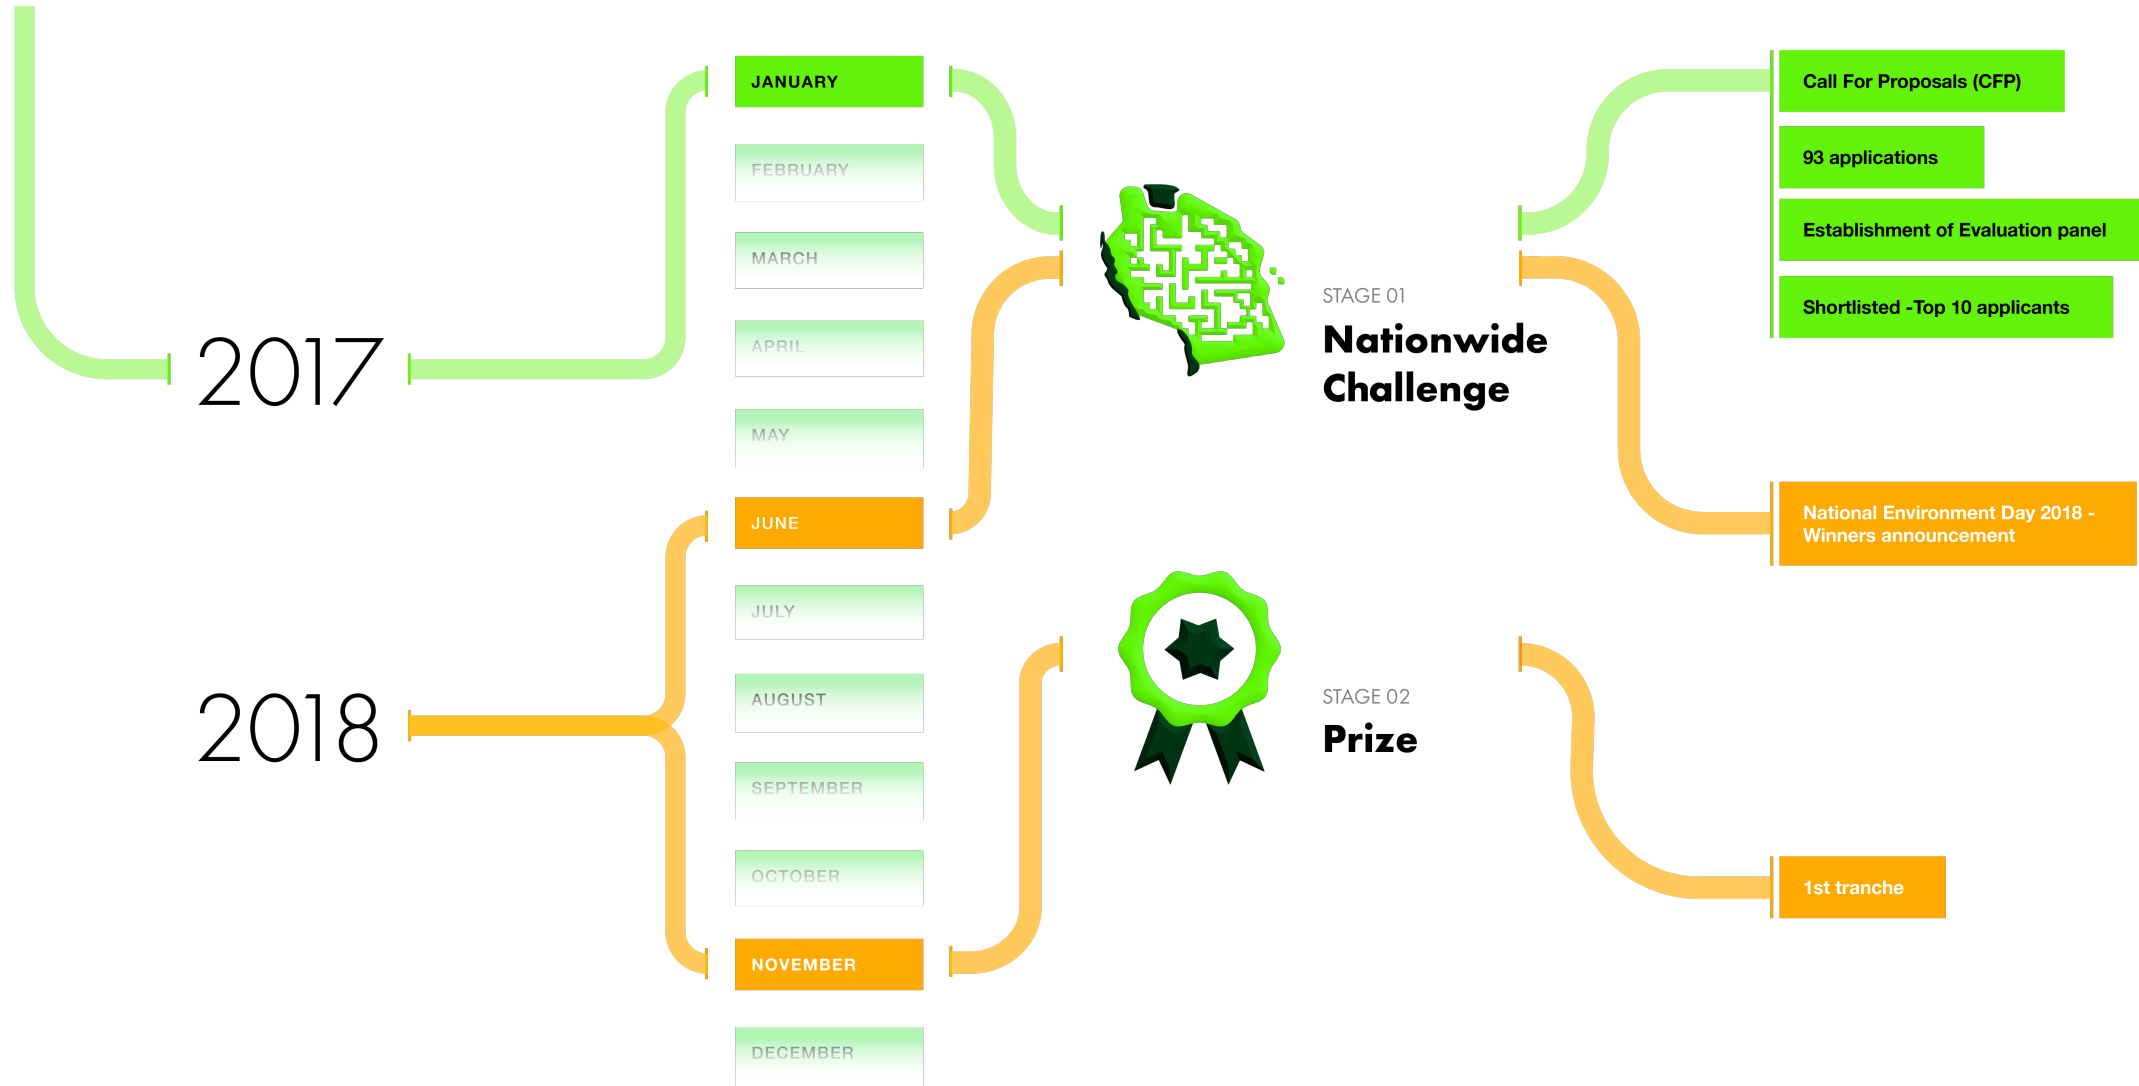 2017
2018
JANUARY
FEBRUARY
MARCH
APRIL
MAY
JUNE
JULY
AUGUST
SEPTEMBER
OCTOBER
NOVEMBER
DECEMBER
STAGE 01
Nationwide
Challenge
STAGE 02
Prize
Call For Proposals (CFP)
93 applications
Establishment of Evaluation panel
Shortlisted -Top 10 applicants
National Environment Day 2018 -
Winners announcement
1st tranche